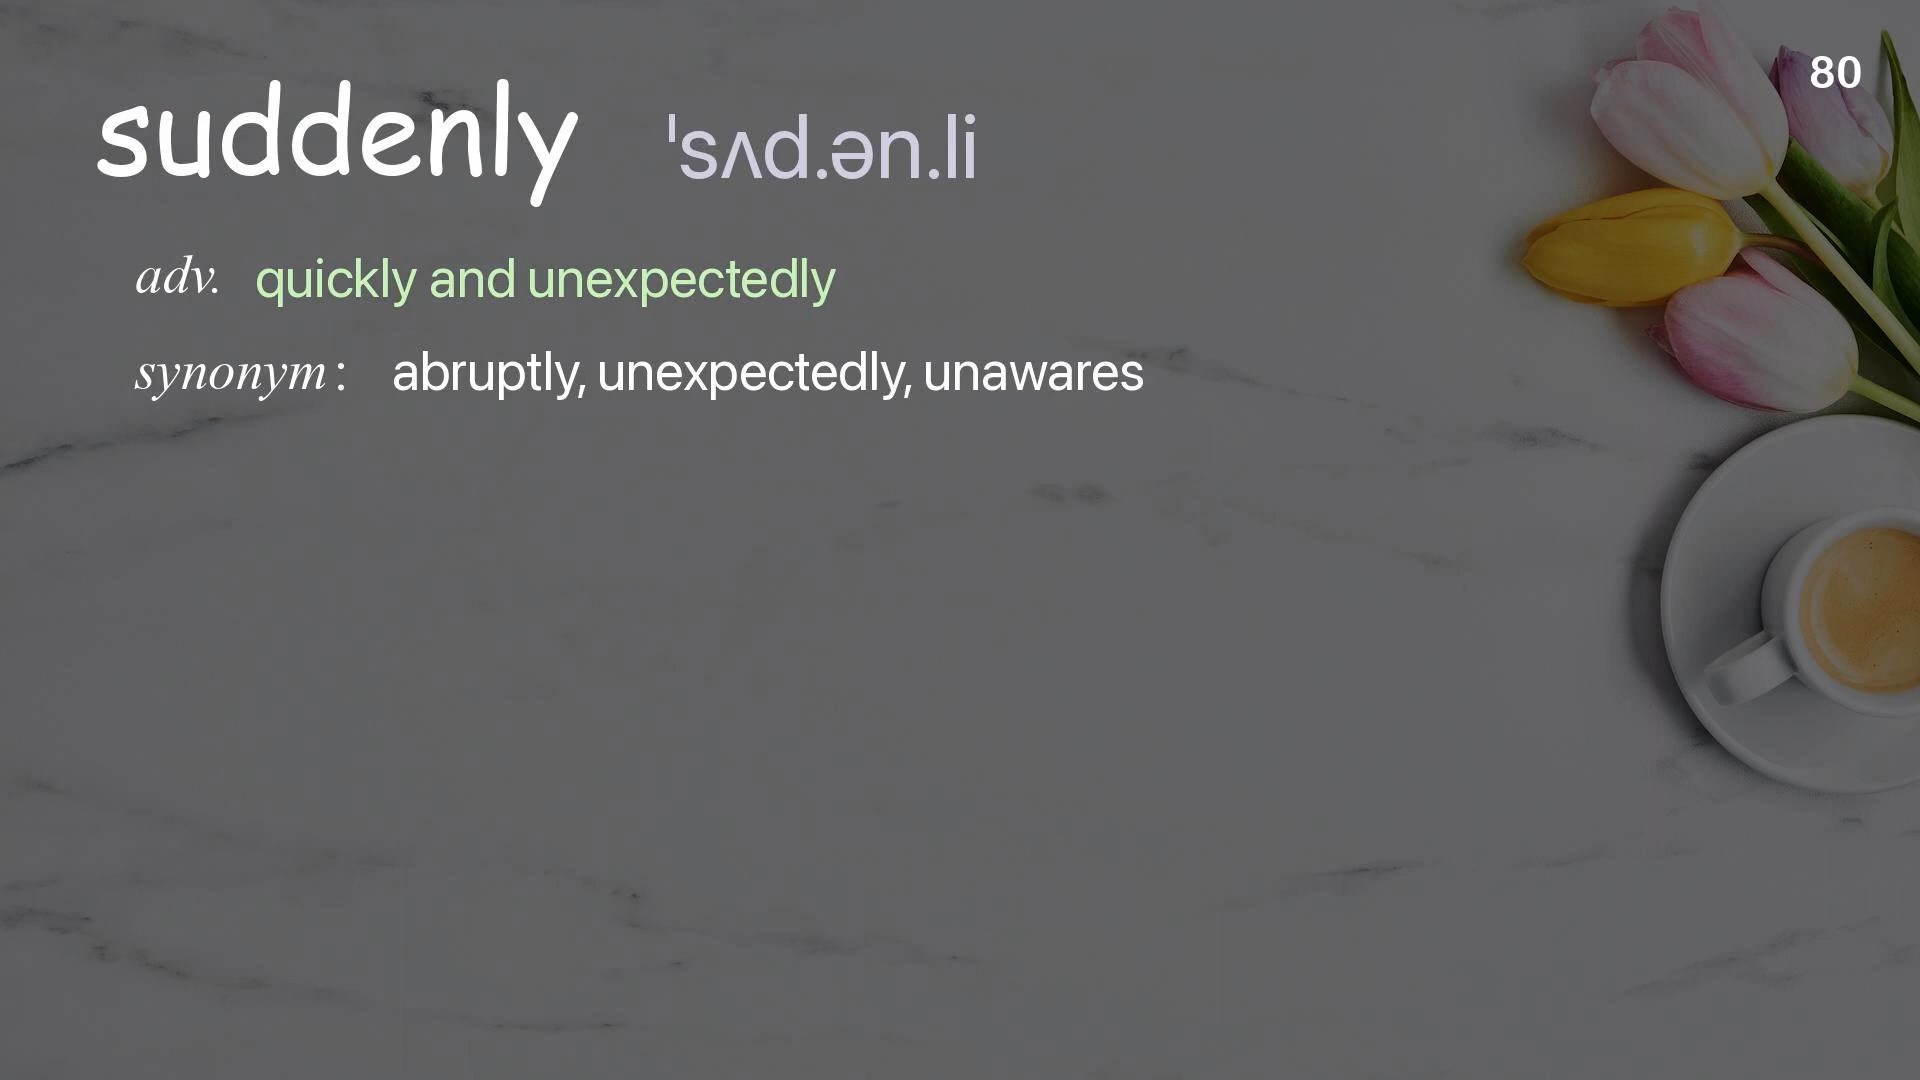 80
suddenly ˈsʌd.ən.li
adv. quickly and unexpectedly
synonym : abruptly, unexpectedly, unawares